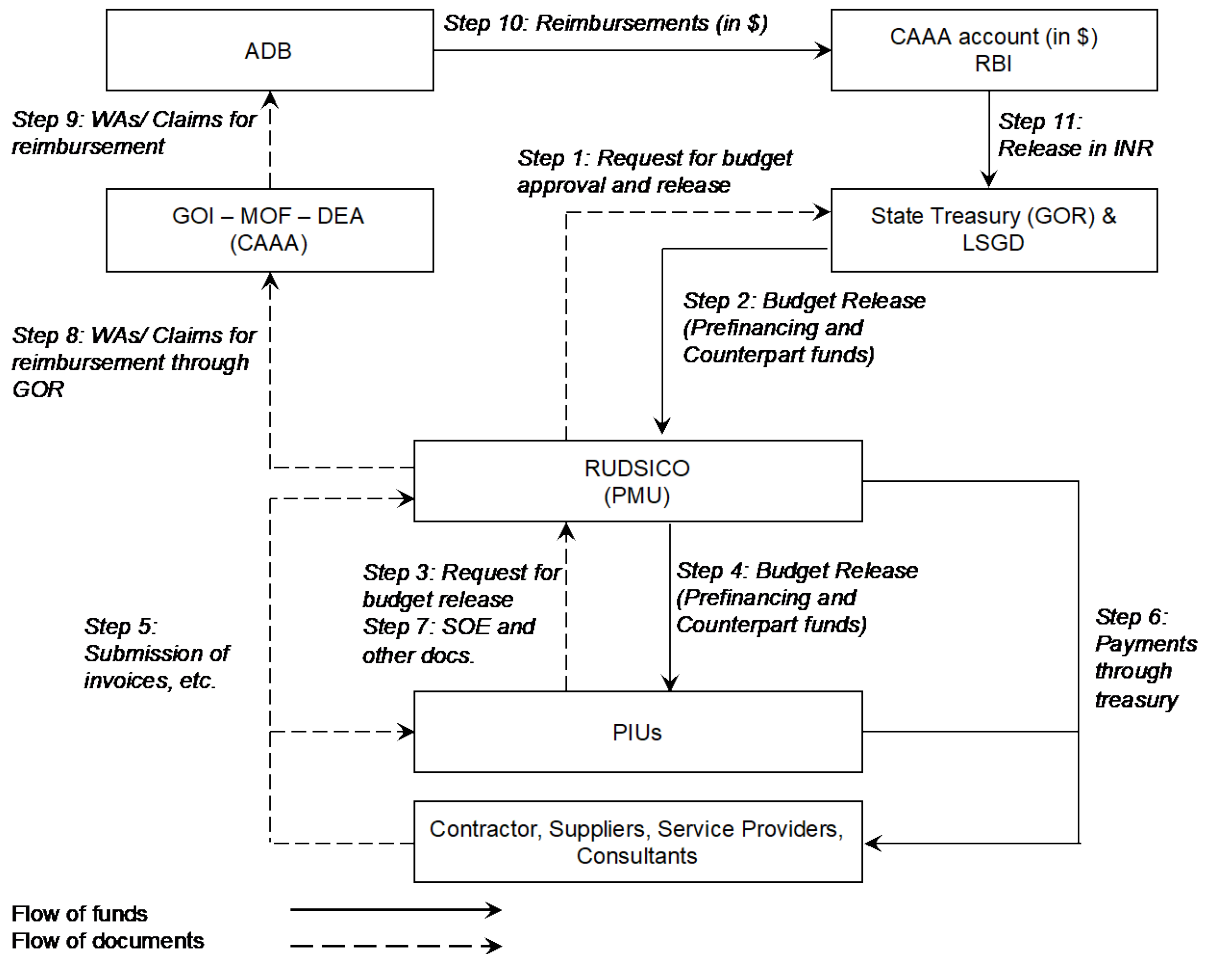 Step 10: Reimbursements (in $)
ADB
CAAA account (in $)
RBI
Step 9: WAs/ Claims for
reimbursement
Step 11:
Release in INR
Step 1: Request for budget
approval and release
GOI – MOF – DEA
(CAAA)
State Treasury (GOR) &
LSGD
Step 8: WAs/ Claims for
reimbursement through
GOR
Step 2: Budget Release
(Prefinancing and
Counterpart funds)
RUDSICO
(PMU)
Step 3: Request for
budget release
Step 7: SOE and
other docs.
Step 4: Budget Release
(Prefinancing and
Counterpart funds)
Step 5:
Submission of
invoices, etc.
Step 6:
Payments
through
treasury
PIUs
Contractor, Suppliers, Service Providers,
Consultants
Flow of funds
Flow of documents